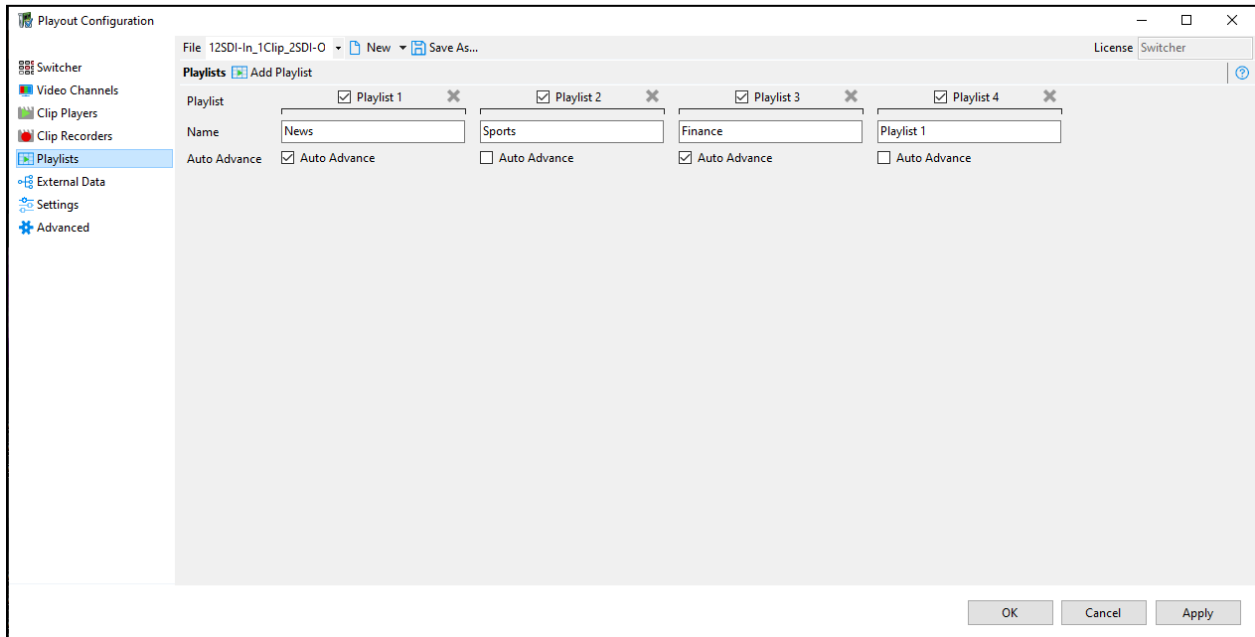 Playout Configuration
File 12SDI-In_1Clip_2SDI-O New Save As... License Switcher
Switcher
Video Channels
Clip Players
Clip Recorders
Playlists
External Data
Settings
Advanced
Playlists Add Playlist
Playlist Playlist 1 Playlist 2 Playlist 3 Playlist 4
Name News Sports Finance Playlist 1
Auto Advance Auto Advance Auto Advance Auto Advance Auto Advance
OK Cancel Apply